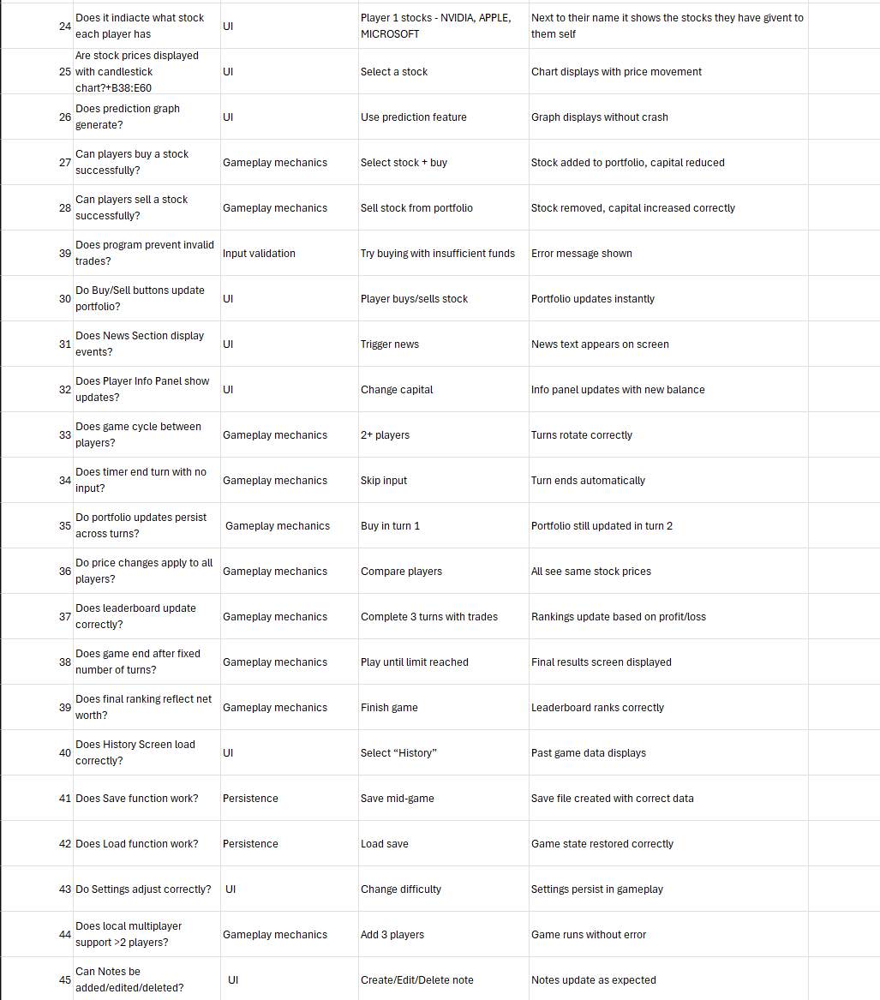 24 Does it indiacte what stock each player has UI Player 1 stocks - NVIDIA, APPLE, MICROSOFT Next to their name it shows the stocks they have givent to them self
25 Are stock prices displayed with candlestick chart?+B38:E60 UI Select a stock Chart displays with price movement
26 Does prediction graph generate? UI Use prediction feature Graph displays without crash
27 Can players buy a stock successfully? Gameplay mechanics Select stock + buy Stock added to portfolio, capital reduced
28 Can players sell a stock successfully? Gameplay mechanics Sell stock from portfolio Stock removed, capital increased correctly
39 Does program prevent invalid trades? Input validation Try buying with insufficient funds Error message shown
30 Do Buy/Sell buttons update portfolio? UI Player buys/sells stock Portfolio updates instantly
31 Does News Section display events? UI Trigger news News text appears on screen
32 Does Player Info Panel show updates? UI Change capital Info panel updates with new balance
33 Does game cycle between players? Gameplay mechanics 2+ players Turns rotate correctly
34 Does timer end turn with no input? Gameplay mechanics Skip input Turn ends automatically
35 Do portfolio updates persist across turns? Gameplay mechanics Buy in turn 1 Portfolio still updated in turn 2
36 Do price changes apply to all players? Gameplay mechanics Compare players All see same stock prices
37 Does leaderboard update correctly? Gameplay mechanics Complete 3 turns with trades Rankings update based on profit/loss
38 Does game end after fixed number of turns? Gameplay mechanics Play until limit reached Final results screen displayed
39 Does final ranking reflect net worth? Gameplay mechanics Finish game Leaderboard ranks correctly
40 Does History Screen load correctly? UI Select “History” Past game data displays
41 Does Save function work? Persistence Save mid-game Save file created with correct data
42 Does Load function work? Persistence Load save Game state restored correctly
43 Do Settings adjust correctly? UI Change difficulty Settings persist in gameplay
44 Does local multiplayer support >2 players? Gameplay mechanics Add 3 players Game runs without error
45 Can Notes be added/edited/deleted? UI Create/Edit/Delete note Notes update as expected